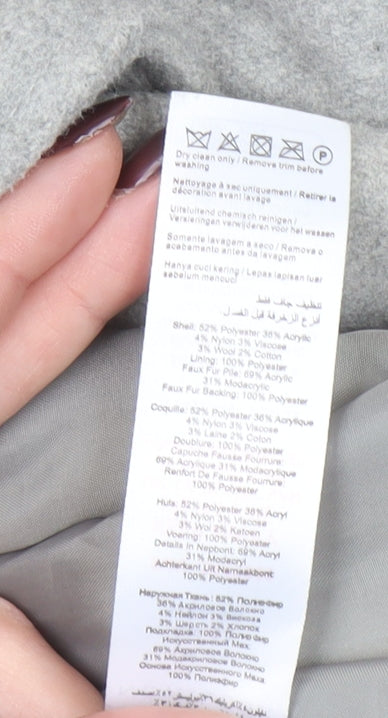 P
Dry clean only / Remove trim before
washing
Nettoyage à sec uniquement / Retirer la
décoration avant lavage
Uitsluitend chemisch reinigen /
Versieringen verwijderen voor het wassen
Somente lavagem a seco / Remova o
acabamento antes da lavagem
Hanya cuci kering / Lepas lapisan luar
sebelum mencuci
تنظيف جاف فقط
أنزع الزخرفة قبل الغسل
Shell: 52% Polyester 36% Acrylic
4% Nylon 3% Viscose
3% Wool 2% Cotton
Lining: 100% Polyester
Faux Fur Pile: 69% Acrylic
31% Modacrylic
Faux Fur Backing: 100% Polyester
Coquille: 52% Polyester 36% Acrylique
4% Nylon 3% Viscose
3% Laine 2% Coton
Doublure: 100% Polyester
Capuche Fausse Fourrure:
69% Acrylique 31% Modacrylique
Renfort De Fausse Fourrure:
100% Polyester
Huls: 52% Polyester 36% Acryl
4% Nylon 3% Viscose
3% Wol 2% Katoen
Voering: 100% Polyester
Details In Nepbont: 69% Acryl
31% Modacryl
Achterkant Uit Namaakbont:
100% Polyester
Наружная Ткань: 52% Полиэфир
36% Акриловое Волокно
4% Нейлон 3% Вискоза
3% Шерсть 2% Хлопок
Подкладка: 100% Полиэфир
Искусственный Мех:
69% Акриловое Волокно
31% Модакриловое Волокно
Основа Искусственного Меха:
100% Полиэфир